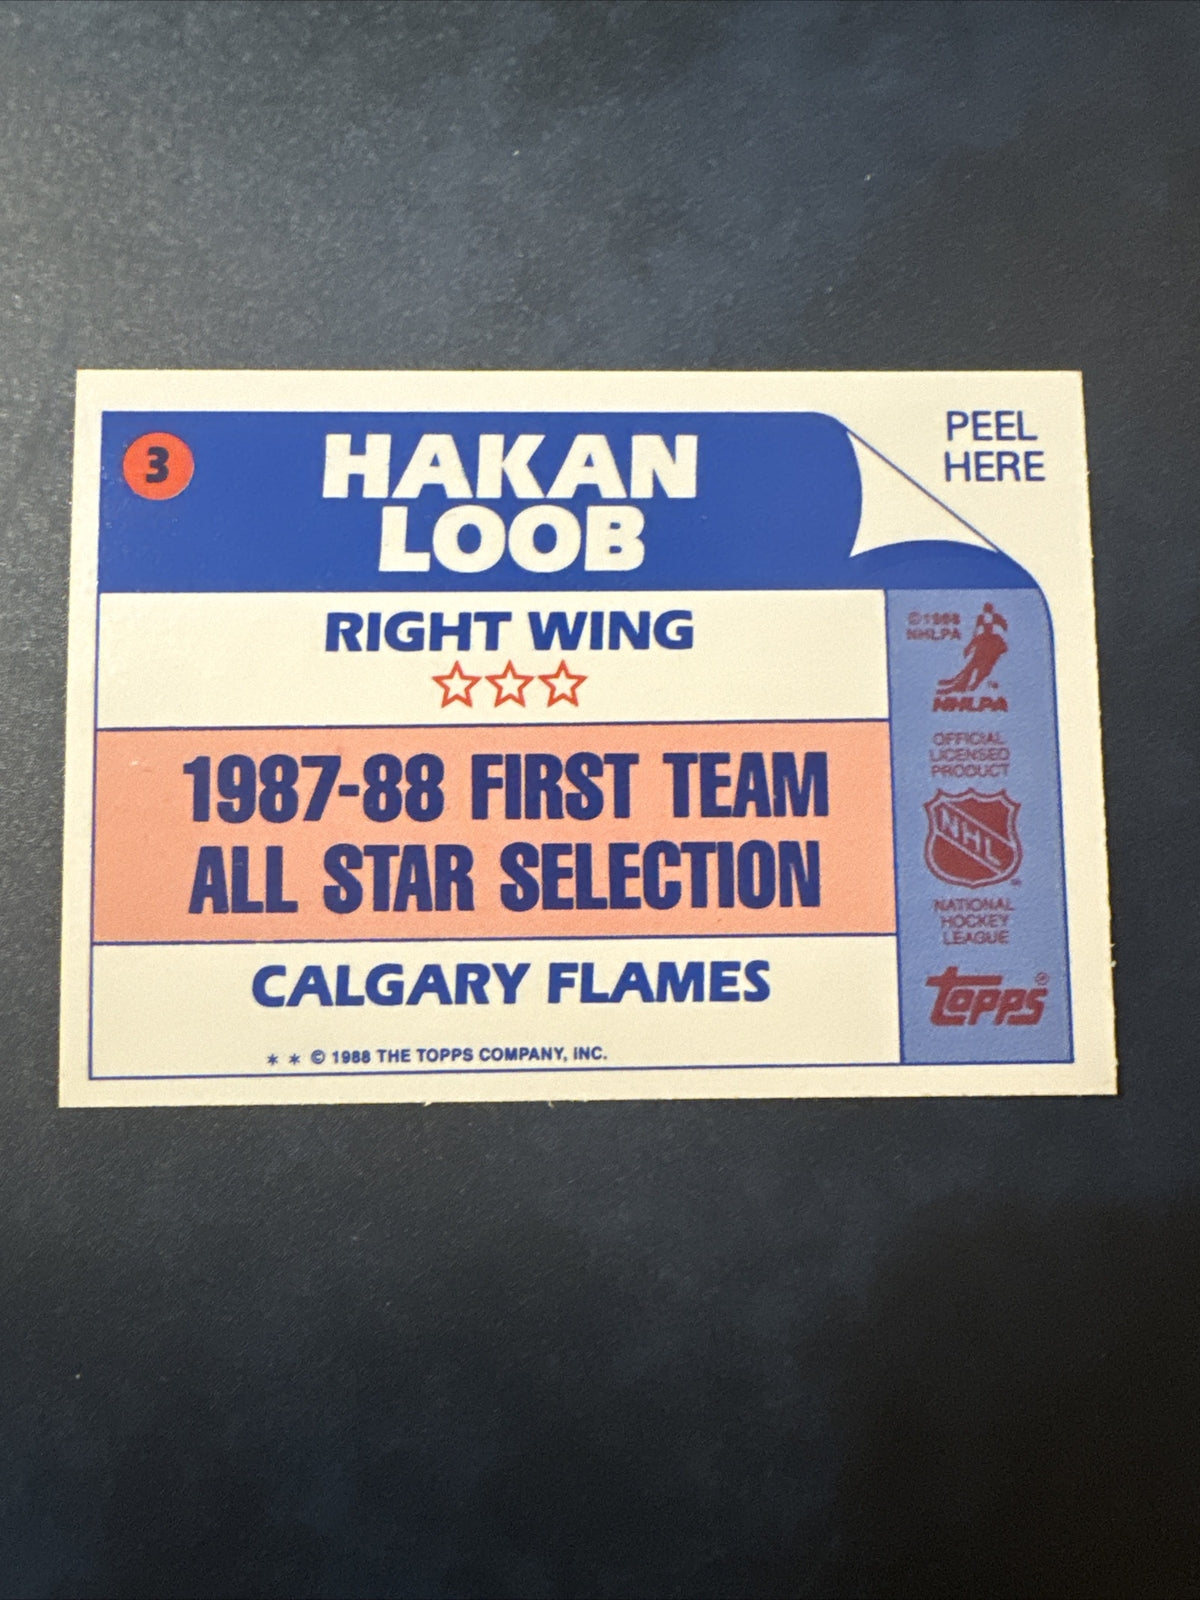 3
HAKAN
LOOB
PEEL
HERE
RIGHT WING
1987-88 FIRST TEAM
ALL STAR SELECTION
CALGARY FLAMES
* * © 1988 THE TOPPS COMPANY, INC.
©1988
NHLPA
NHLPA
OFFICIAL
LICENSED
PRODUCT
NHL
NATIONAL
HOCKEY
LEAGUE
Topps®